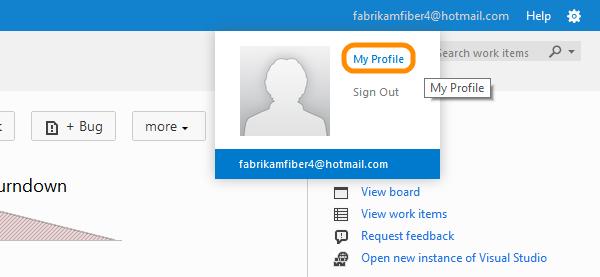 fabrikamfiber4@hotmail.com Help
My Profile
Search work items
Sign Out
My Profile
+ Bug
more
fabrikamfiber4@hotmail.com
urndown
View board
View work items
Request feedback
Open new instance of Visual Studio